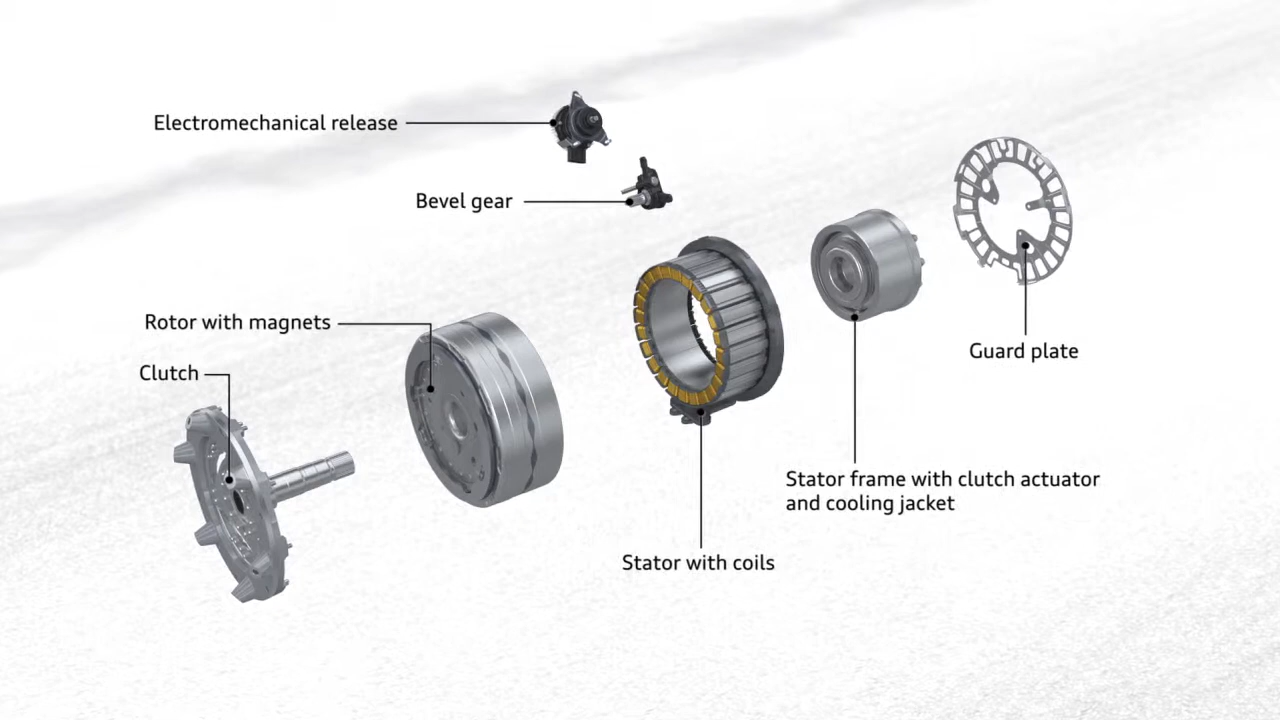 Electromechanical release
Bevel gear
Rotor with magnets
Clutch
Guard plate
Stator frame with clutch actuator
and cooling jacket
Stator with coils